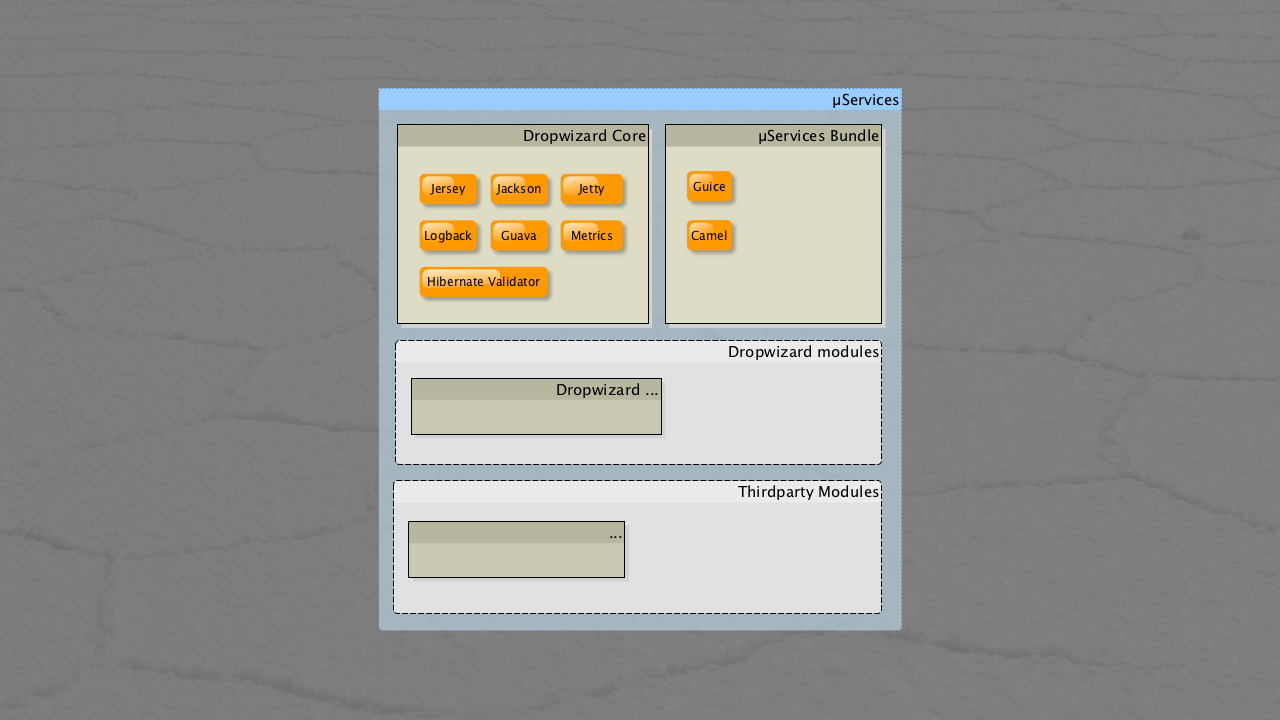 µServices
Dropwizard Core
µServices Bundle
Jersey
Jackson
Jetty
Guice
Logback
Guava
Metrics
Camel
Hibernate Validator
Dropwizard modules
Dropwizard ...
Thirdparty Modules
...